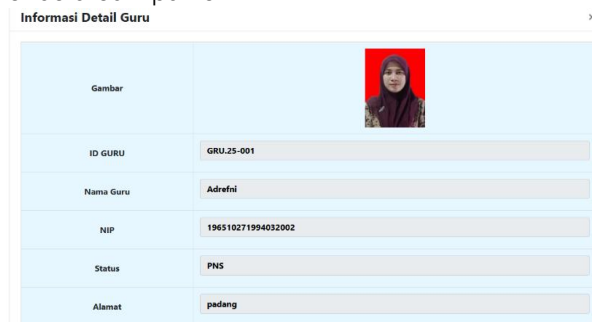 Informasi Detail Guru
Gambar
ID GURU GRU.25-001
Nama Guru Adrefni
NIP 196510271994032002
Status PNS
Alamat padang